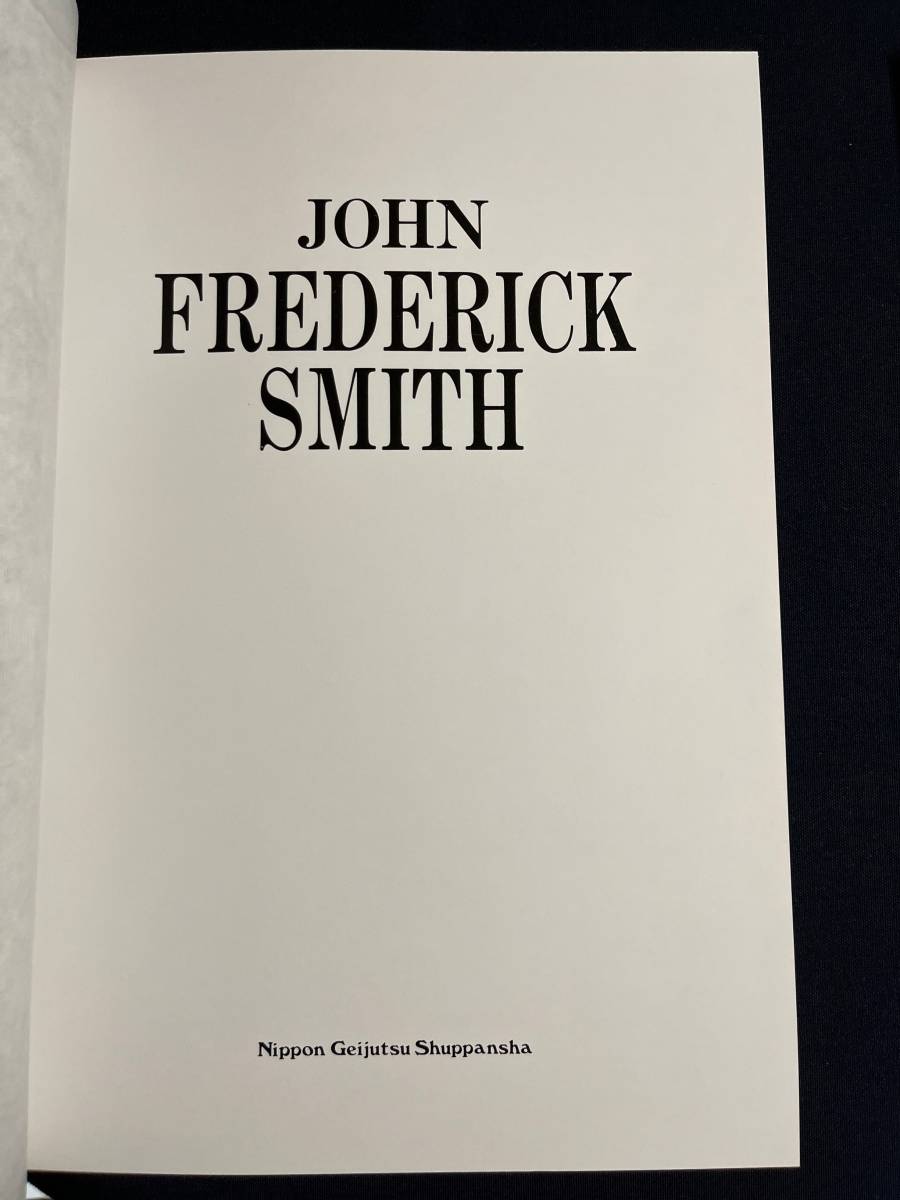 JOHN
FREDERICK
SMITH
Nippon Geijutsu Shuppansha